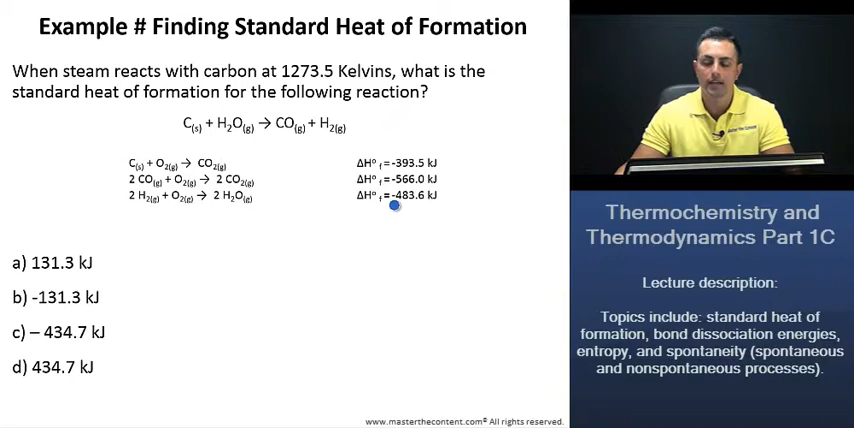 Example # Finding Standard Heat of Formation
When steam reacts with carbon at 1273.5 Kelvins, what is the
standard heat of formation for the following reaction?
C(s) + H₂O(g) → CO(g) + H₂(g)
C(s) + O₂(g) → CO₂(g) ΔH° f =-393.5 kJ
2 CO(g) + O₂(g) → 2 CO₂(g) ΔH° f =-566.0 kJ
2 H₂(g) + O₂(g) → 2 H₂O(g) ΔH° f =-483.6 kJ
a) 131.3 kJ
b) -131.3 kJ
c) – 434.7 kJ
d) 434.7 kJ
www.masterthecontent.com® All rights reserved.
Thermochemistry and
Thermodynamics Part 1C
Lecture description:
Topics include: standard heat of
formation, bond dissociation energies,
entropy, and spontaneity (spontaneous
and nonspontaneous processes).